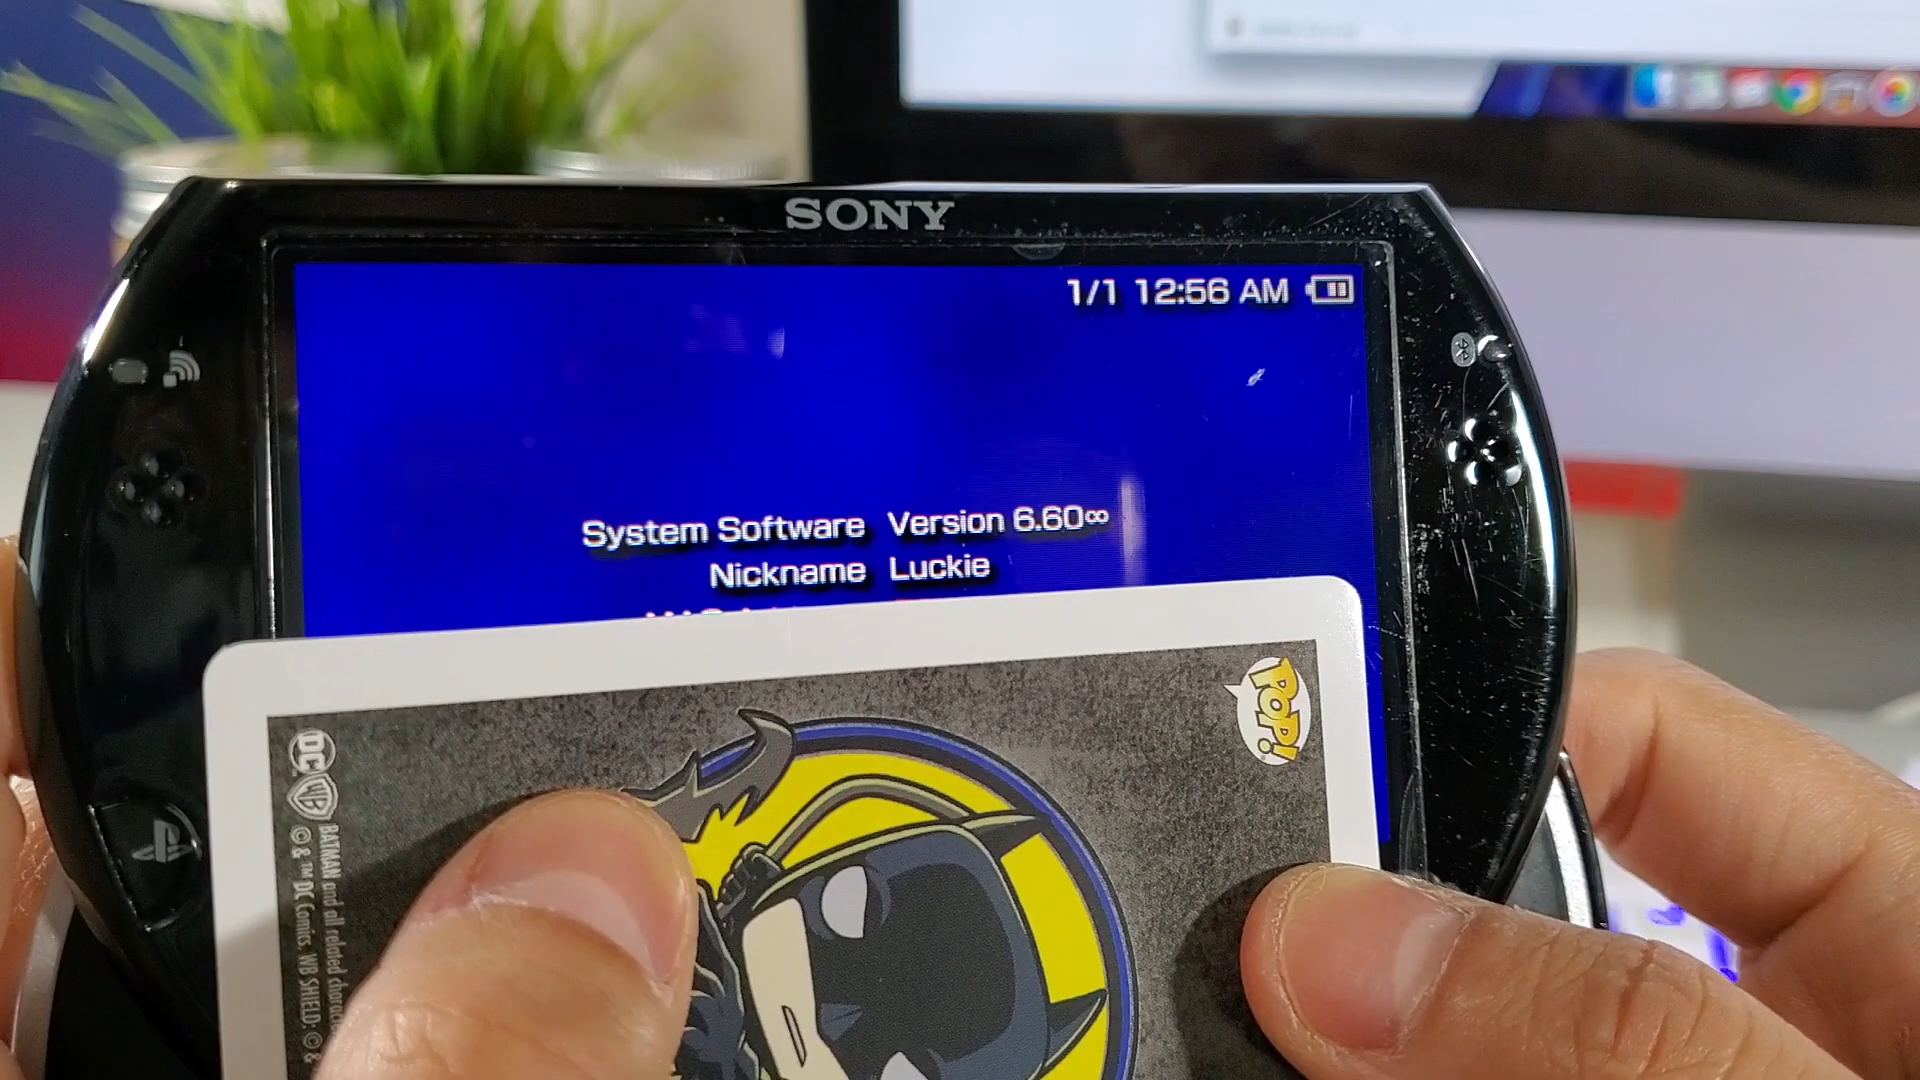 SONY
1/1 12:56 AM
System Software Version 6.60∞
Nickname Luckie
POP!
DC
WB
BATMAN and all related charac
© & ™ DC Comics. WB SHIELD: © &